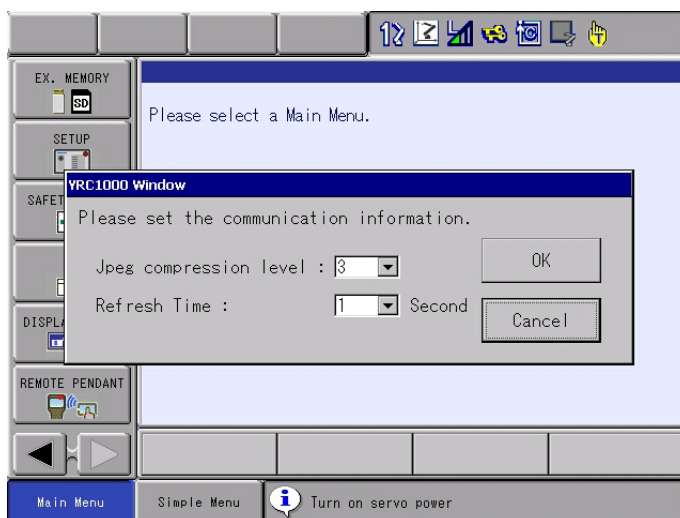 EX. MEMORY
SD
SETUP
SAFET
DISPLA
REMOTE PENDANT
Please select a Main Menu.
YRC1000 Window
Please set the communication information.
Jpeg compression level : 3
Refresh Time : 1 Second
OK
Cancel
Main Menu
Simple Menu
Turn on servo power